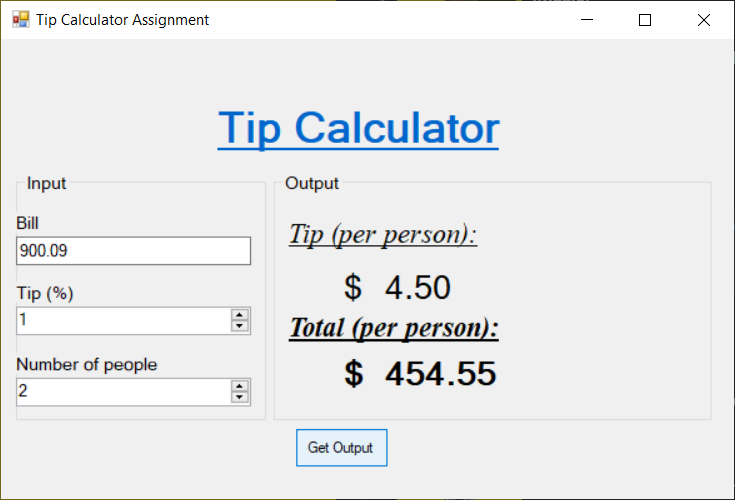 Tip Calculator Assignment
Tip Calculator
Input
Bill
900.09
Tip (%)
1
Number of people
2
Output
Tip (per person):
$ 4.50
Total (per person):
$ 454.55
Get Output